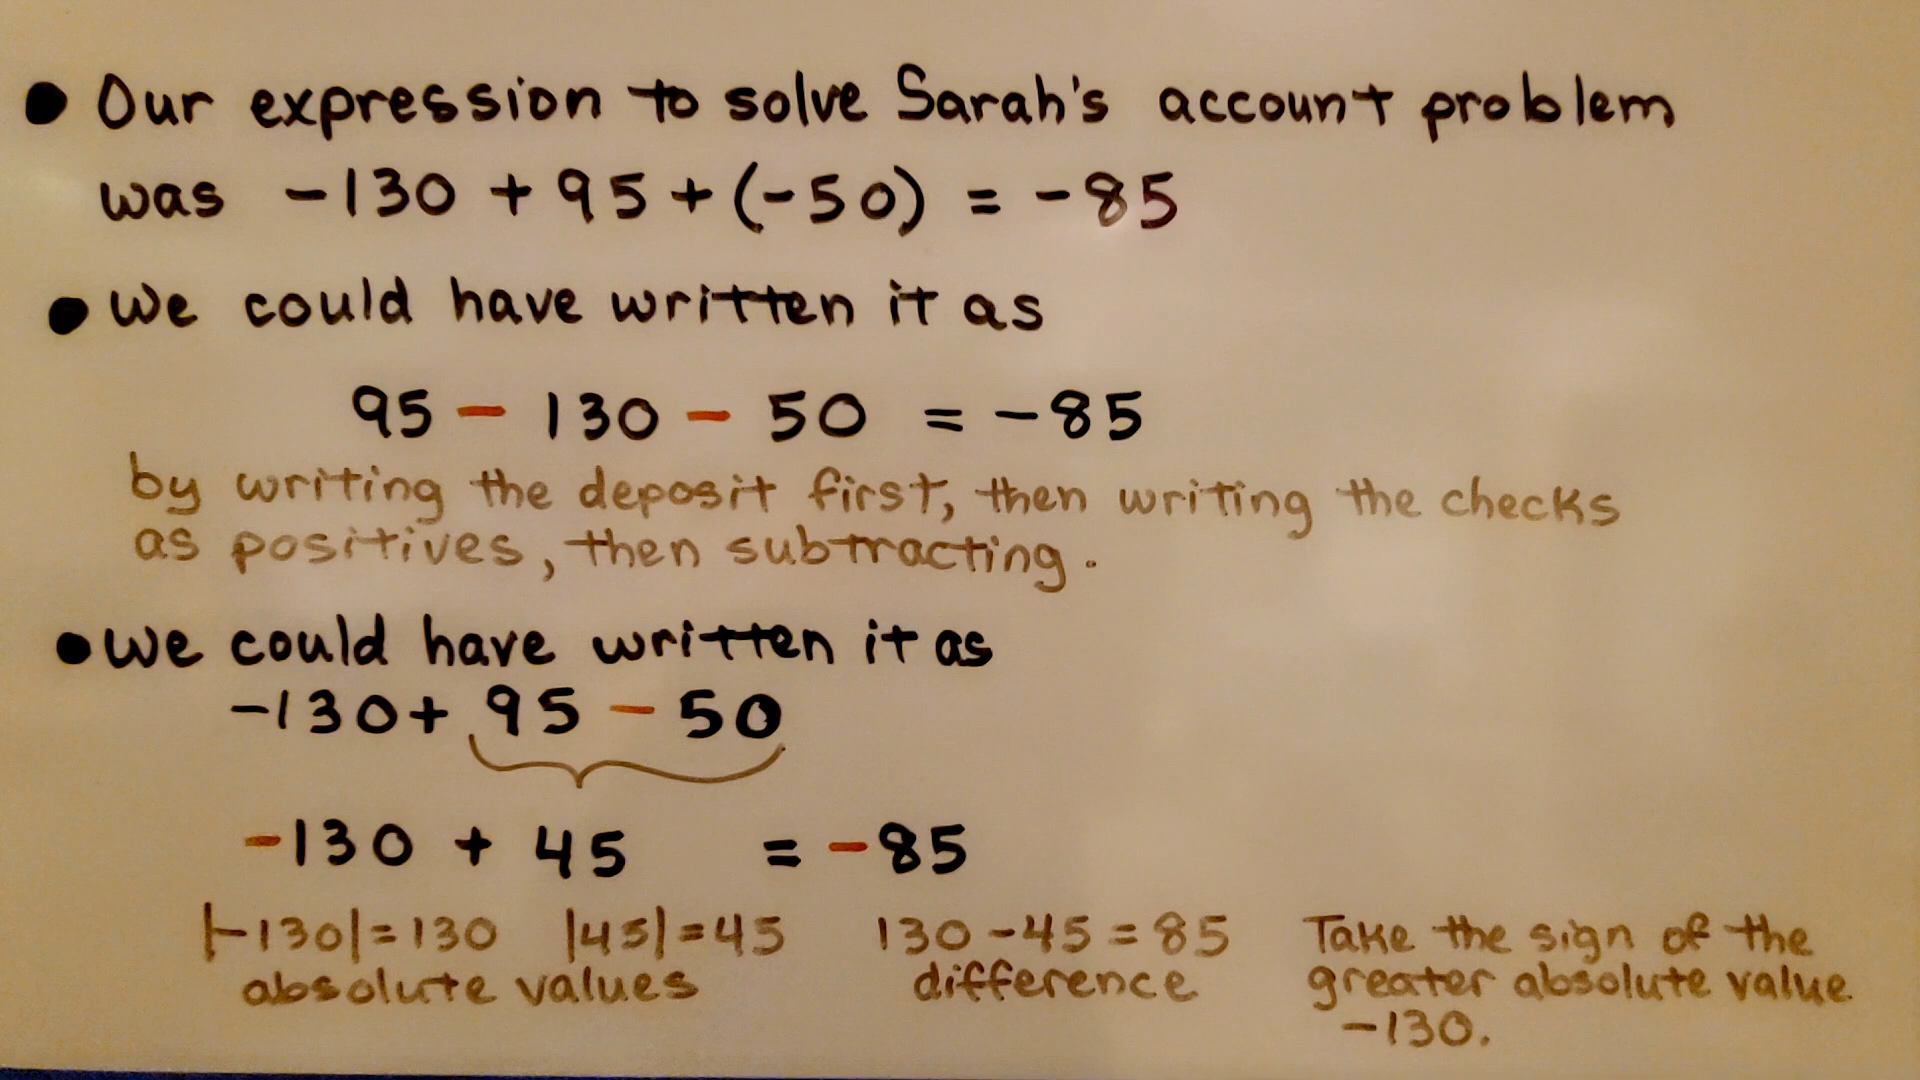 ● Our expression to solve Sarah's account problem
was -130 + 95 + (-50) = -85
● We could have written it as
95 - 130 - 50 = -85
by writing the deposit first, then writing the checks
as positives, then subtracting.
● We could have written it as
-130 + 95 - 50
-130 + 45 = -85
|-130| = 130 |45| = 45 130 - 45 = 85 Take the sign of the
absolute values difference greater absolute value
-130.